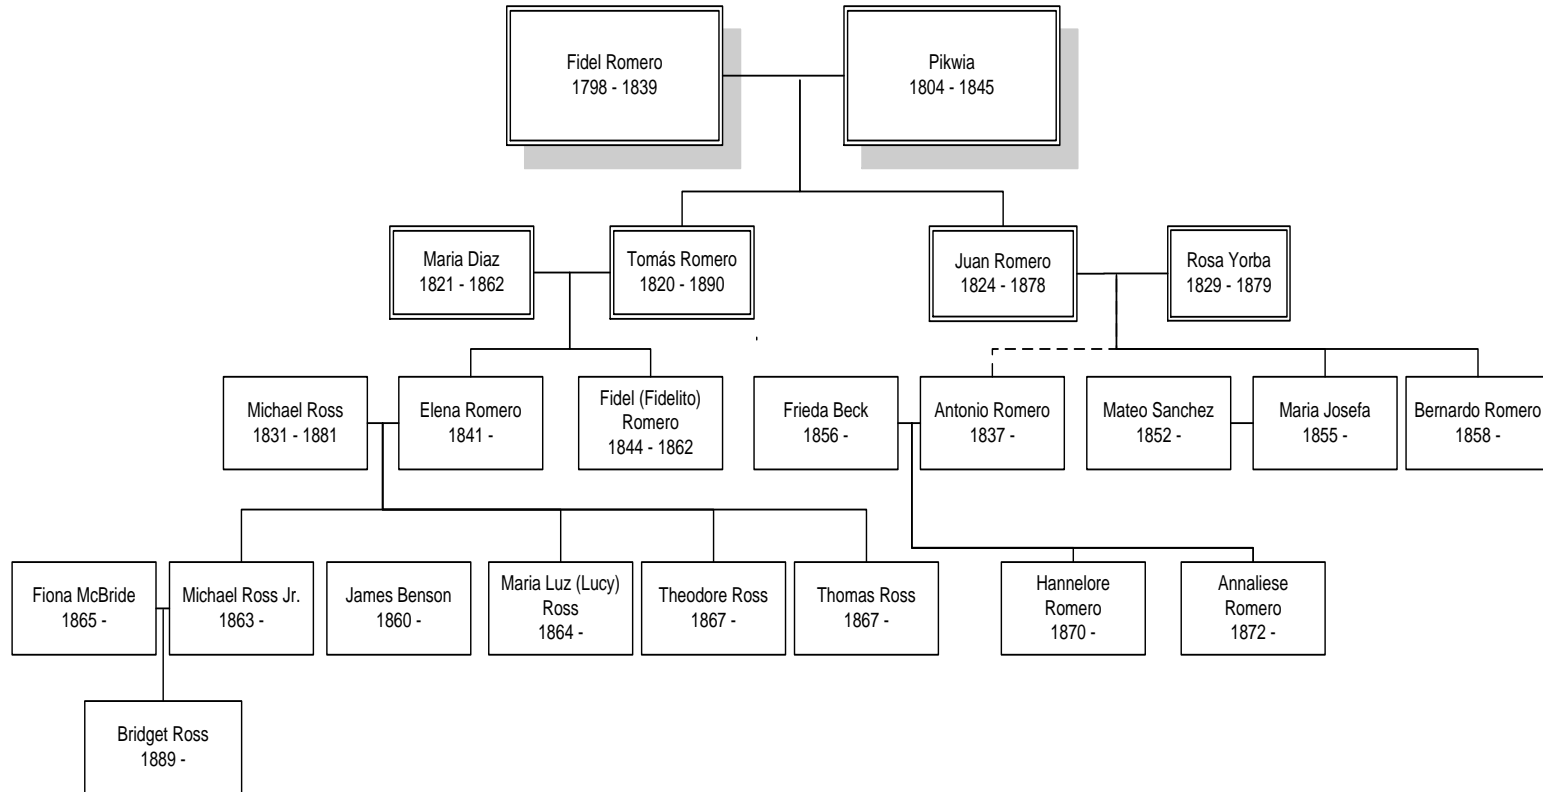 Fidel Romero
1798 - 1839
Pikwia
1804 - 1845
Maria Diaz
1821 - 1862
Tomás Romero
1820 - 1890
Juan Romero
1824 - 1878
Rosa Yorba
1829 - 1879
Michael Ross
1831 - 1881
Elena Romero
1841 -
Fidel (Fidelito)
Romero
1844 - 1862
Frieda Beck
1856 -
Antonio Romero
1837 -
Mateo Sanchez
1852 -
Maria Josefa
1855 -
Bernardo Romero
1858 -
Fiona McBride
1865 -
Michael Ross Jr.
1863 -
James Benson
1860 -
Maria Luz (Lucy)
Ross
1864 -
Theodore Ross
1867 -
Thomas Ross
1867 -
Hannelore
Romero
1870 -
Annaliese
Romero
1872 -
Bridget Ross
1889 -